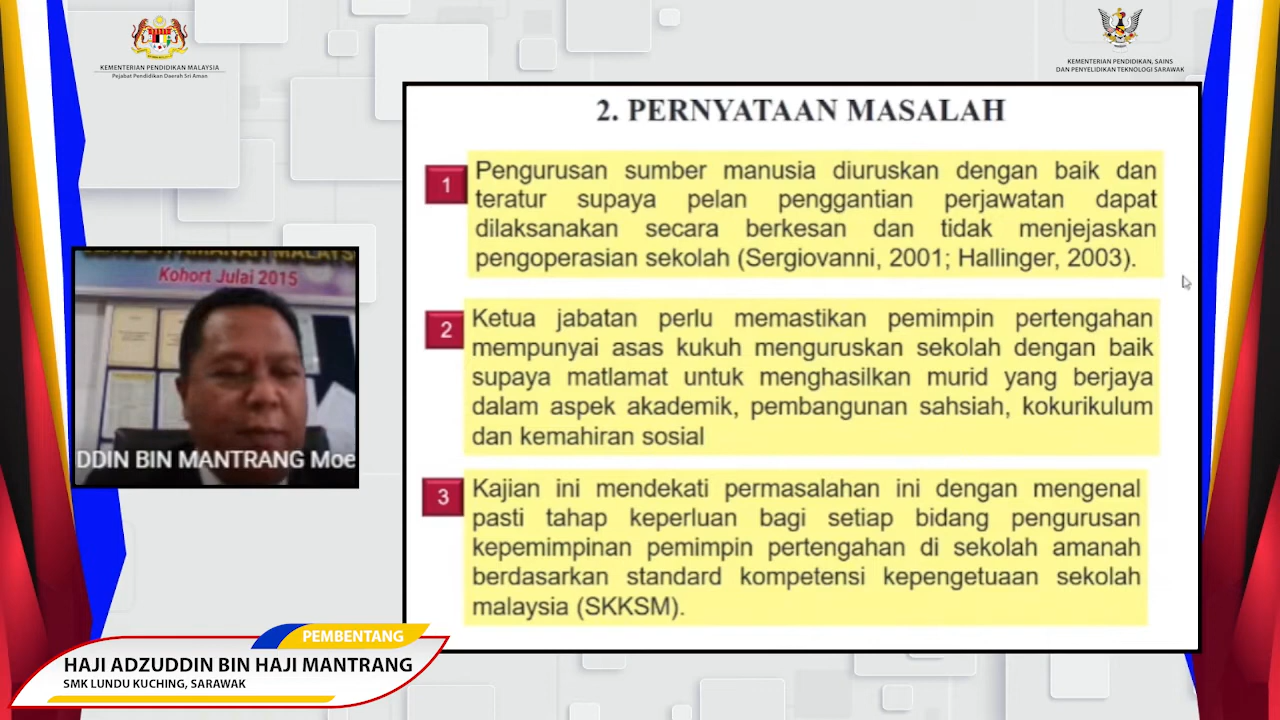 KEMENTERIAN PENDIDIKAN MALAYSIA
Pejabat Pendidikan Daerah Sri Aman
KEMENTERIAN PENDIDIKAN, SAINS
DAN PENYELIDIKAN TEKNOLOGI SARAWAK
2. PERNYATAAN MASALAH
1
Pengurusan sumber manusia diuruskan dengan baik dan
teratur supaya pelan penggantian perjawatan dapat
dilaksanakan secara berkesan dan tidak menjejaskan
pengoperasian sekolah (Sergiovanni, 2001; Hallinger, 2003).
2
Ketua jabatan perlu memastikan pemimpin pertengahan
mempunyai asas kukuh menguruskan sekolah dengan baik
supaya matlamat untuk menghasilkan murid yang berjaya
dalam aspek akademik, pembangunan sahsiah, kokurikulum
dan kemahiran sosial
3
Kajian ini mendekati permasalahan ini dengan mengenal
pasti tahap keperluan bagi setiap bidang pengurusan
kepemimpinan pemimpin pertengahan di sekolah amanah
berdasarkan standard kompetensi kepengetuaan sekolah
malaysia (SKKSM).
AMANAH MALAYS
Kohort Julai 2015
DDIN BIN MANTRANG Moe
PEMBENTANG
HAJI ADZUDDIN BIN HAJI MANTRANG
SMK LUNDU KUCHING, SARAWAK